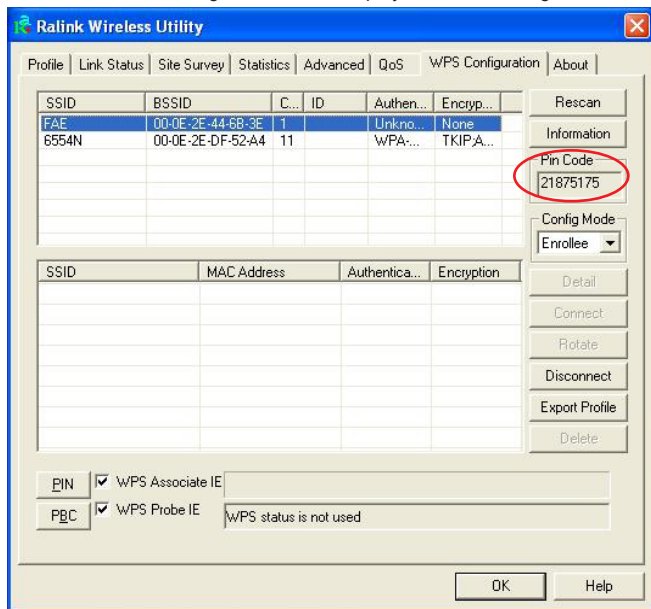 Ralink Wireless Utility
Profile Link Status Site Survey Statistics Advanced QoS WPS Configuration About
SSID BSSID C... ID Authen... Encryp...
FAE 00-0E-2E-44-6B-3E 1 Unkno... None
6554N 00-0E-2E-DF-52-A4 11 WPA-... TKIP;A...
Rescan
Information
Pin Code
21875175
Config Mode
Enrollee
SSID MAC Address Authentica... Encryption
Detail
Connect
Rotate
Disconnect
Export Profile
Delete
PIN WPS Associate IE
PBC WPS Probe IE WPS status is not used
OK Help